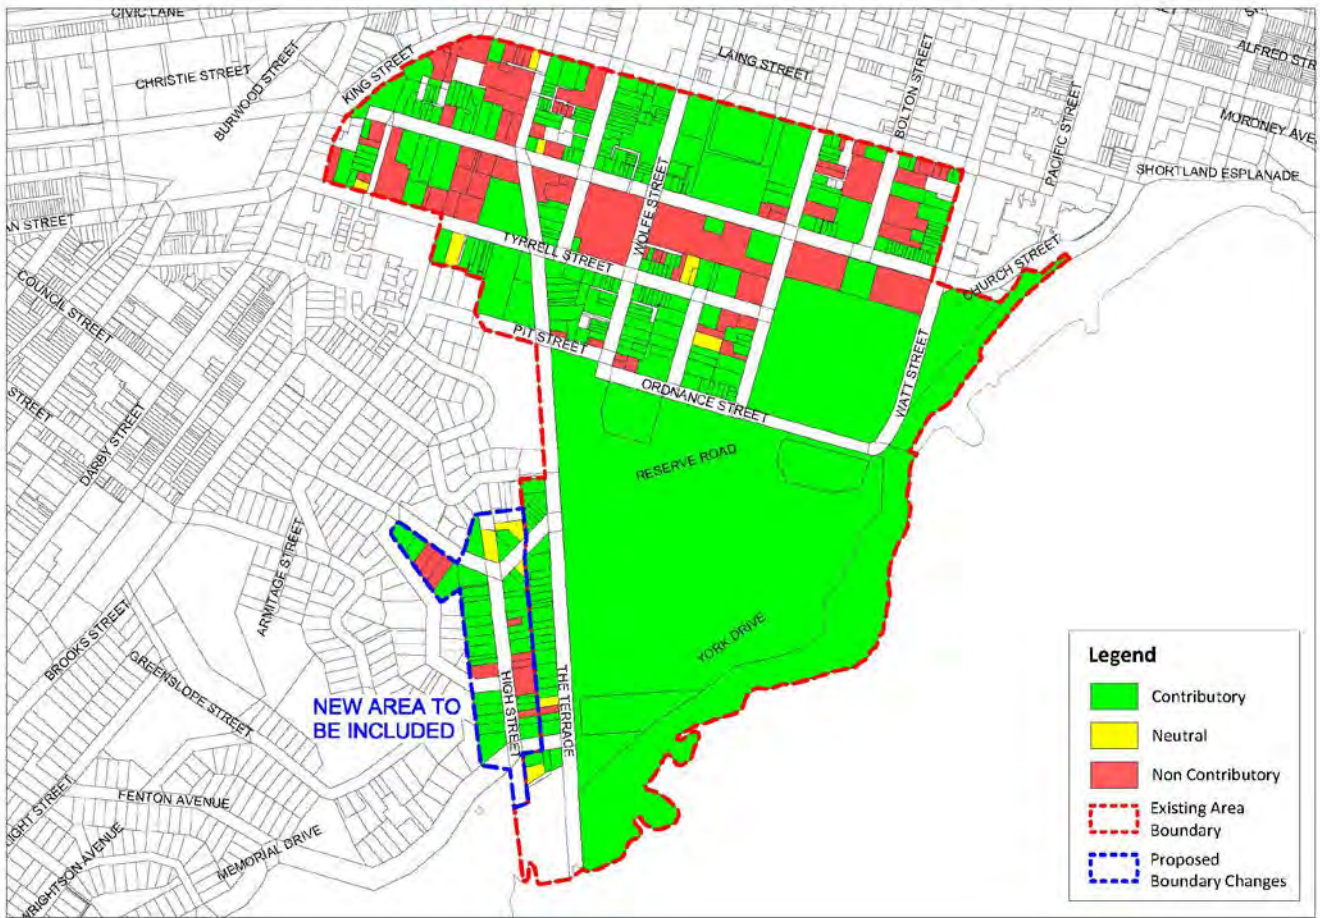 CIVIC LANE
CHRISTIE STREET
BURWOOD STREET
KING STREET
LAING STREET
BOLTON STREET
PACIFIC STREET
ALFRED STR
MORONEY AVE
SHORTLAND ESPLANADE
AN STREET
COUNCIL STREET
STREET
DARBY STREET
TYRRELL STREET
WOLFE STREET
CHURCH STREET
WATT STREET
PIT STREET
ORDNANCE STREET
RESERVE ROAD
ARMITAGE STREET
YORK DRIVE
BROOKS STREET
GREENSLOPE STREET
HIGH STREET
THE TERRACE
NEW AREA TO
BE INCLUDED
FENTON AVENUE
LIGHT STREET
MEMORIAL DRIVE
WRIGHTSON AVENUE
Legend
Contributory
Neutral
Non Contributory
Existing Area
Boundary
Proposed
Boundary Changes